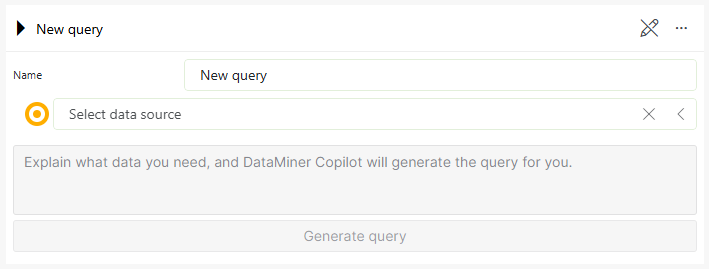 New query
Name
New query
Select data source
Explain what data you need, and DataMiner Copilot will generate the query for you.
Generate query